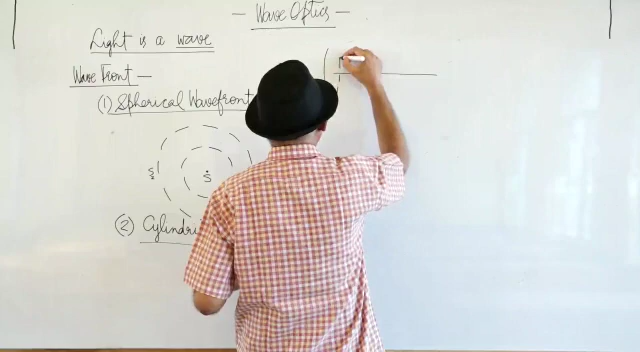 — Wave Optics —
Light is a wave
Wave Front —
(1) Spherical Wavefront
S
(2) Cylindri